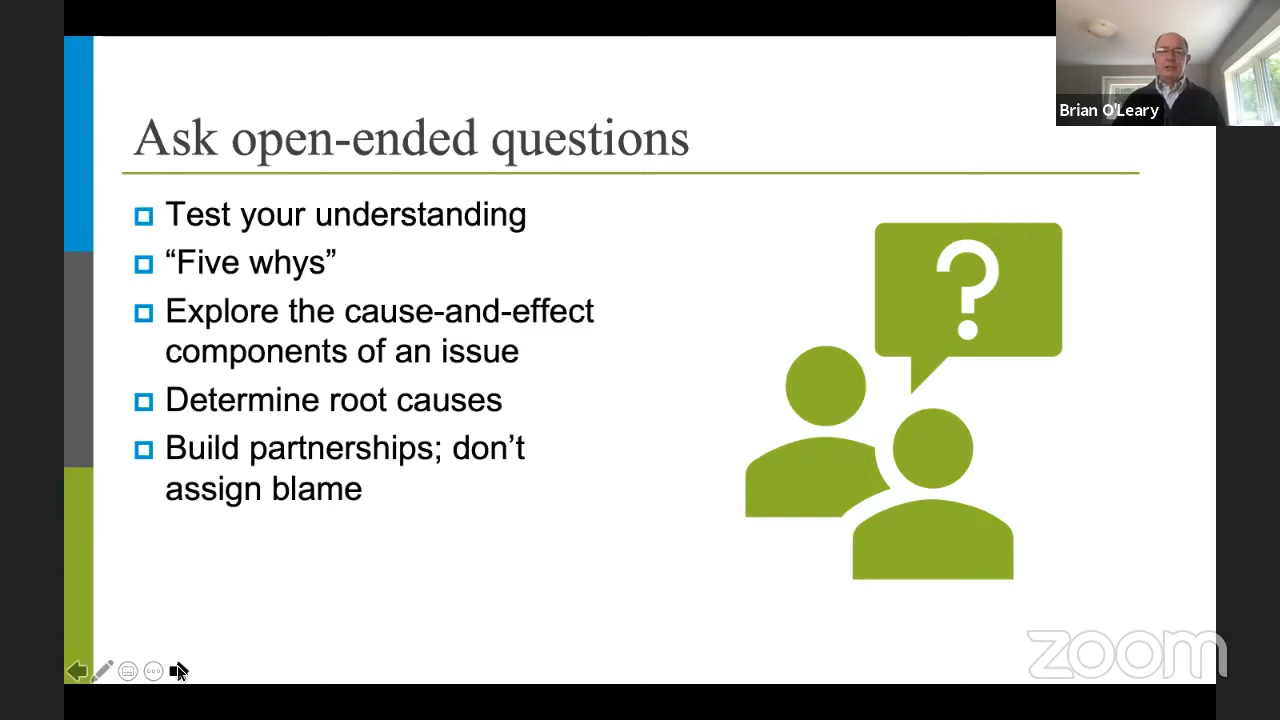 Brian O'Leary
Ask open-ended questions
Test your understanding
“Five whys”
Explore the cause-and-effect
components of an issue
Determine root causes
Build partnerships; don’t
assign blame
?
zoom